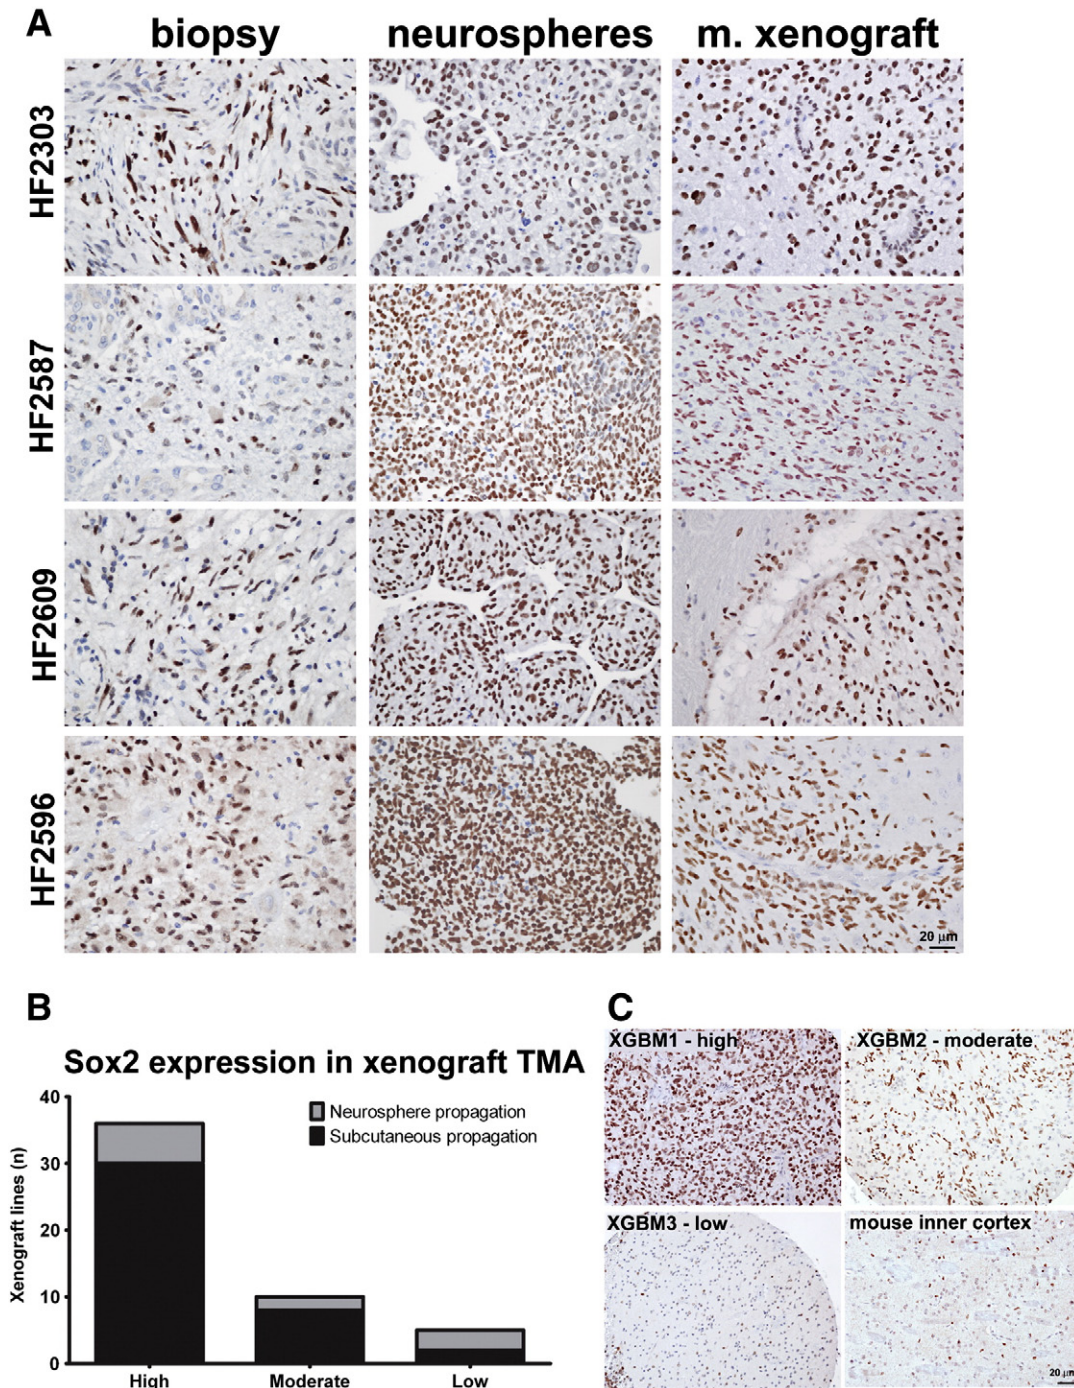 A
biopsy neurospheres m. xenograft
HF2303
HF2587
HF2609
HF2596
20 µm
B
Sox2 expression in xenograft TMA
Neurosphere propagation
Subcutaneous propagation
Xenograft lines (n)
40
30
20
10
0
High Moderate Low
C
XGBM1 - high
XGBM2 - moderate
XGBM3 - low
mouse inner cortex
20 µm